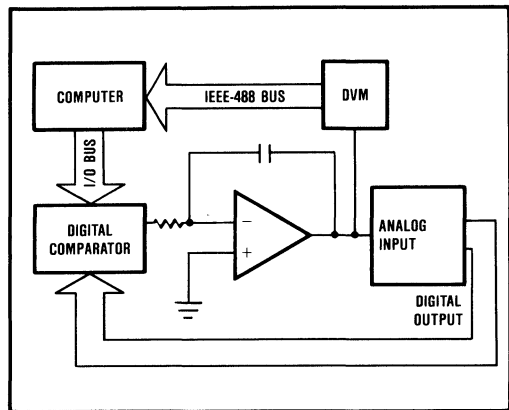 COMPUTER
IEEE-488 BUS
DVM
I/O BUS
DIGITAL
COMPARATOR
−
+
ANALOG
INPUT
DIGITAL
OUTPUT